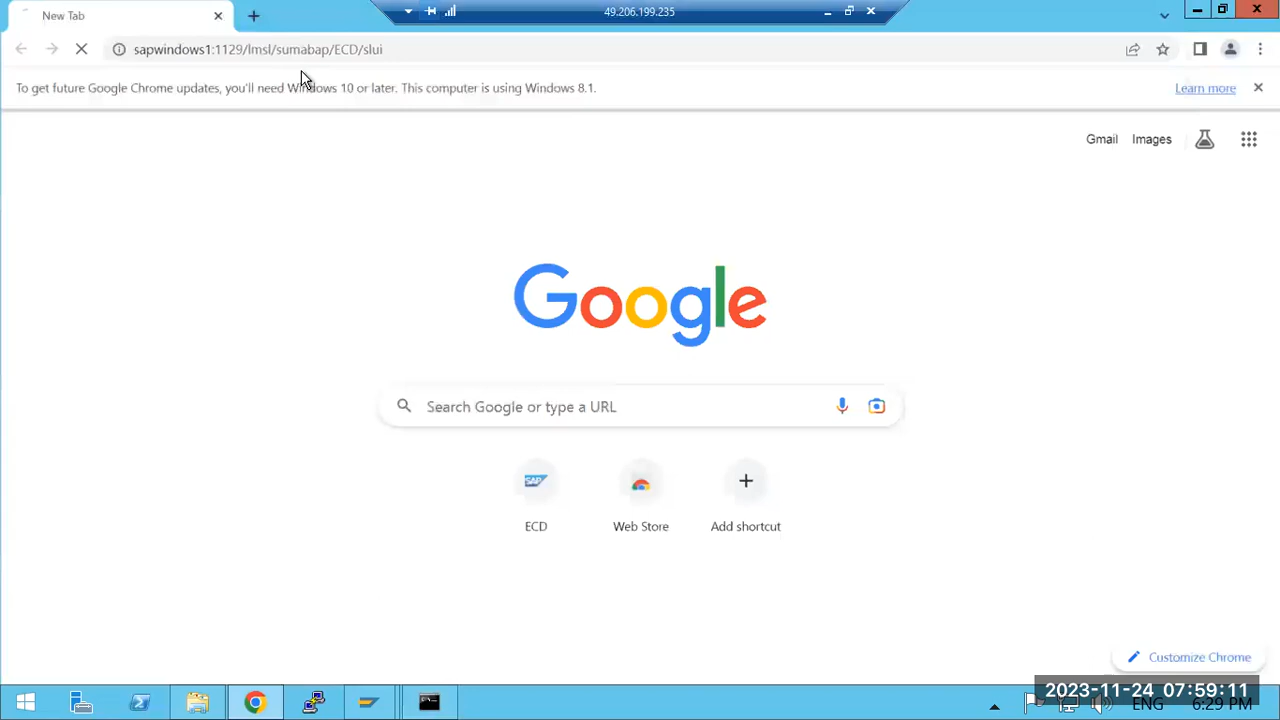 New Tab
49.206.199.235
sapwindows1:1129/lmsl/sumabap/ECD/slui
To get future Google Chrome updates, you'll need Windows 10 or later. This computer is using Windows 8.1.
Learn more
Gmail
Images
Google
Search Google or type a URL
SAP
ECD
Web Store
Add shortcut
Customize Chrome
2023-11-24 07:59:11
ENG
6:29 PM